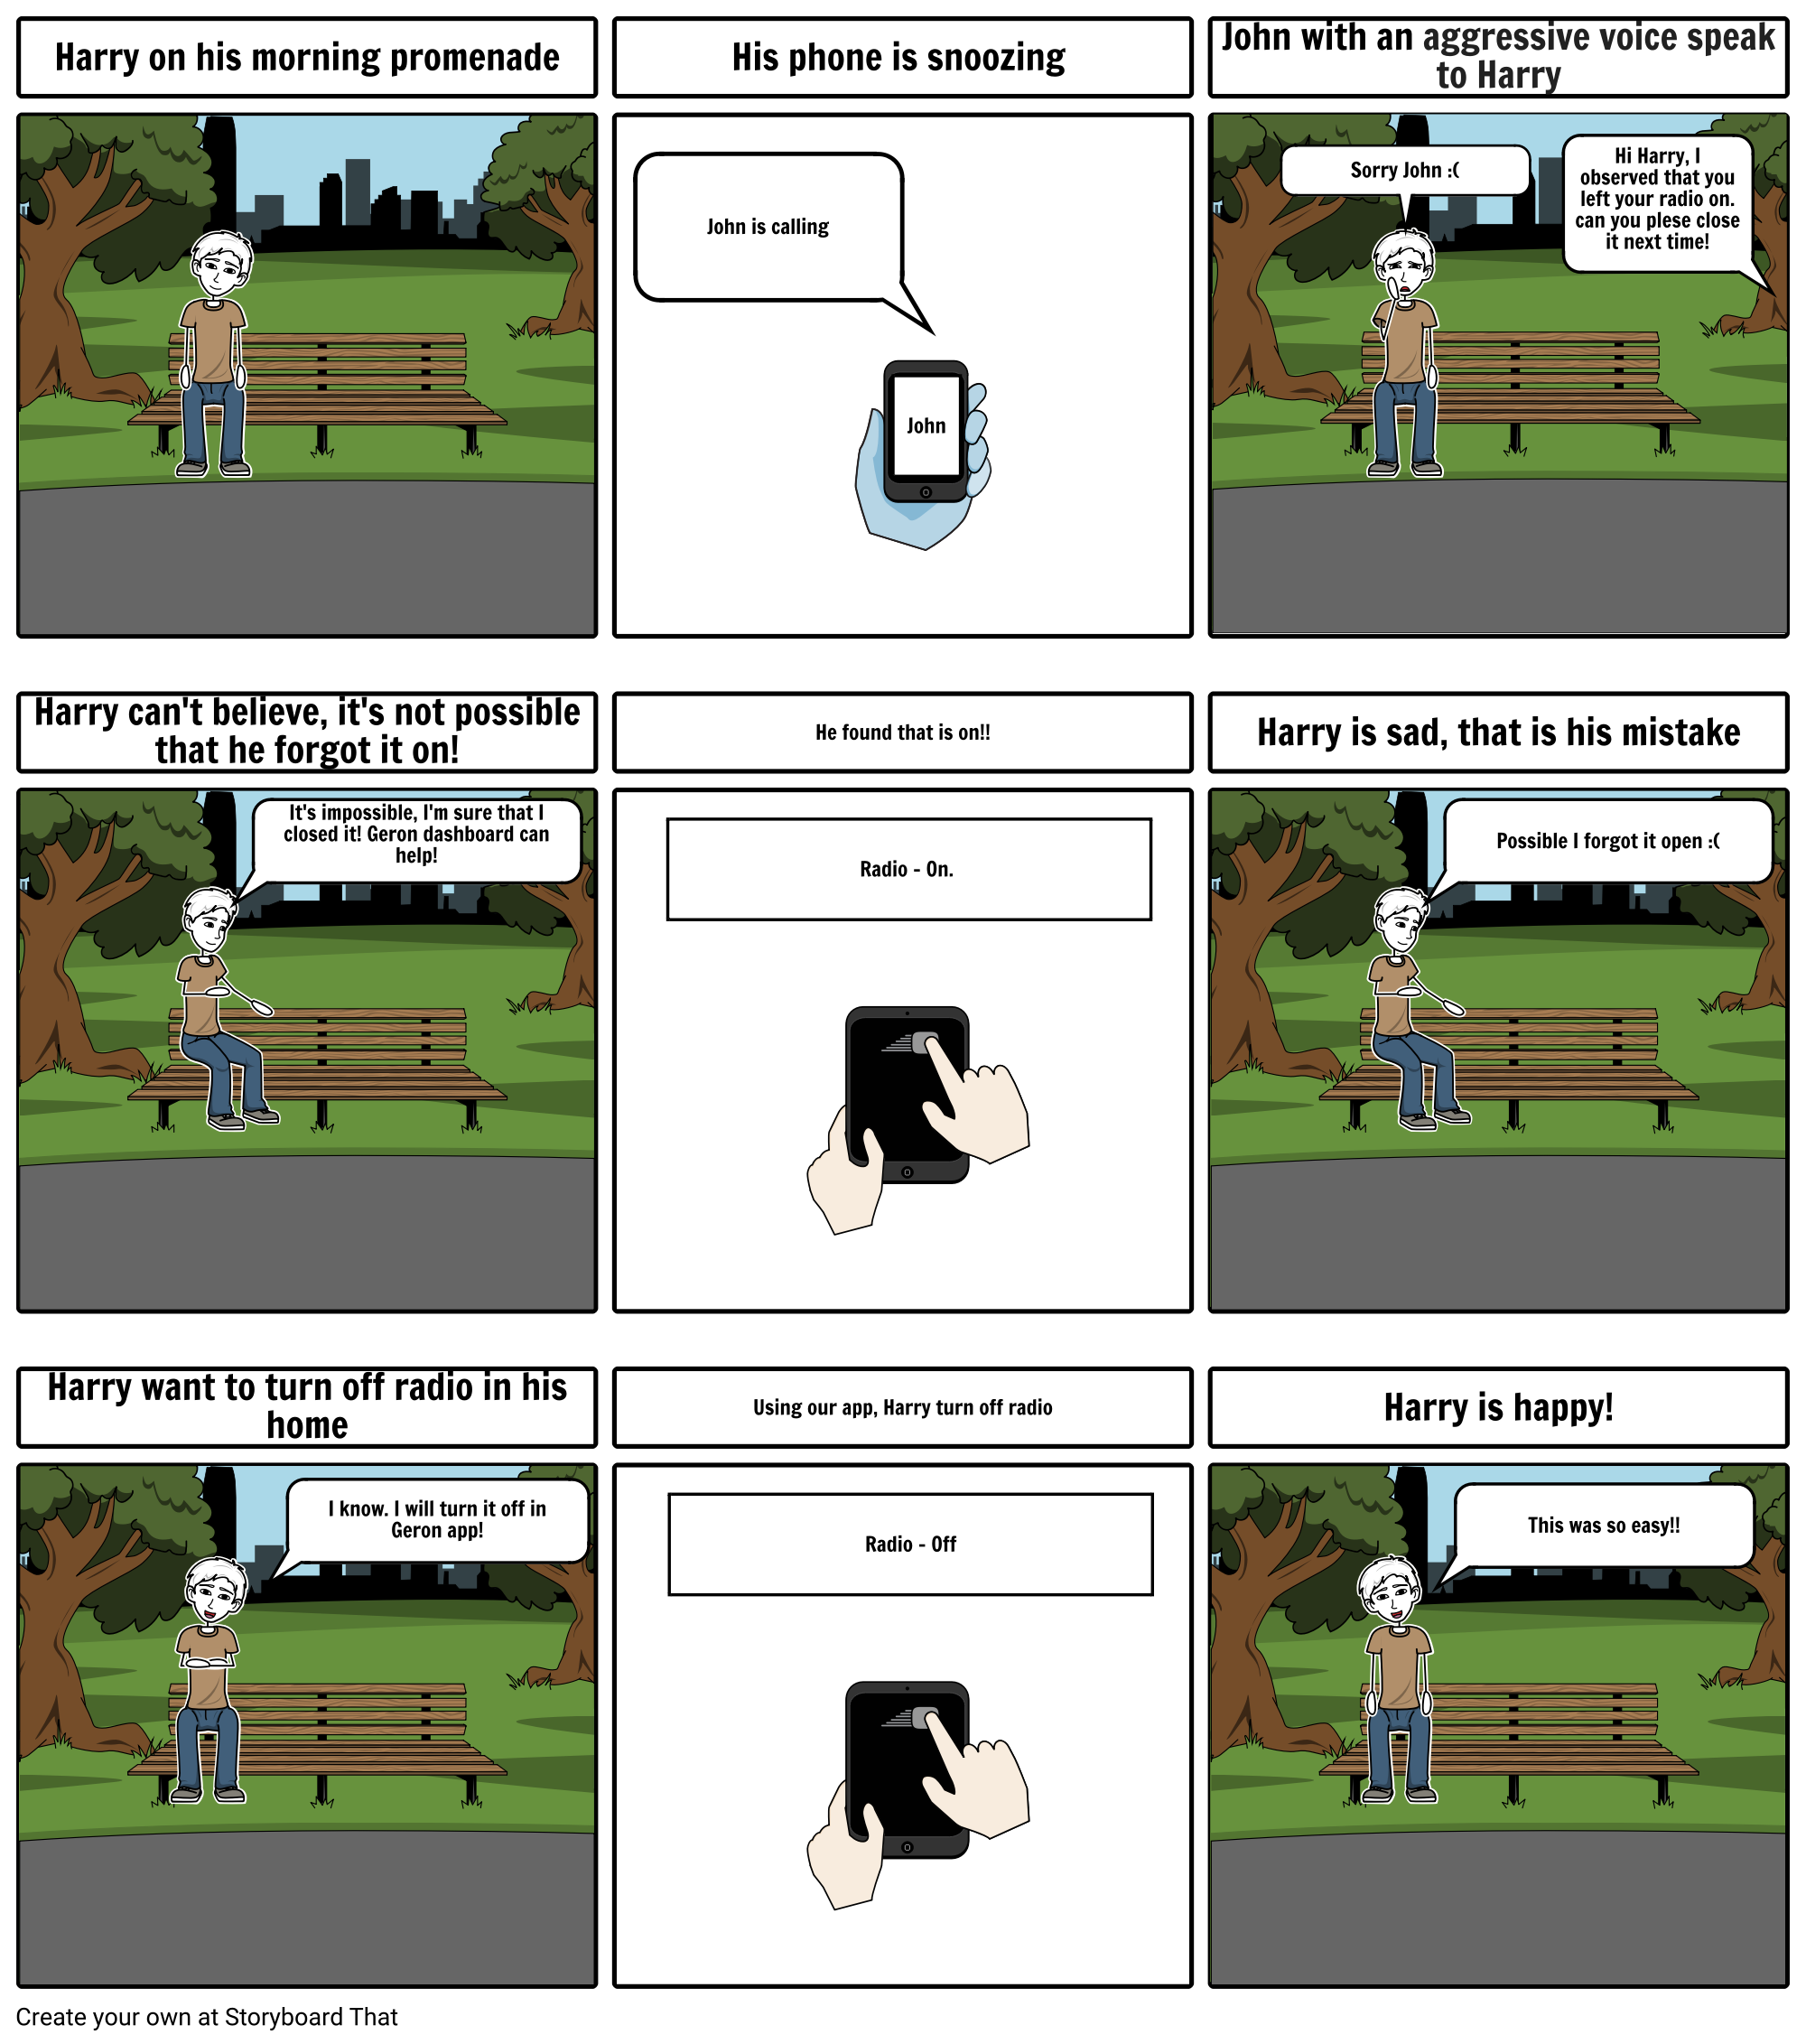 Harry on his morning promenade
His phone is snoozing
John with an aggressive voice speak
to Harry
John is calling
John
Sorry John :(
Hi Harry, I
observed that you
left your radio on.
can you plese close
it next time!
Harry can't believe, it's not possible
that he forgot it on!
He found that is on!!
Harry is sad, that is his mistake
It's impossible, I'm sure that I
closed it! Geron dashboard can
help!
Radio - On.
Possible I forgot it open :(
Harry want to turn off radio in his
home
Using our app, Harry turn off radio
Harry is happy!
I know. I will turn it off in
Geron app!
Radio - Off
This was so easy!!
Create your own at Storyboard That